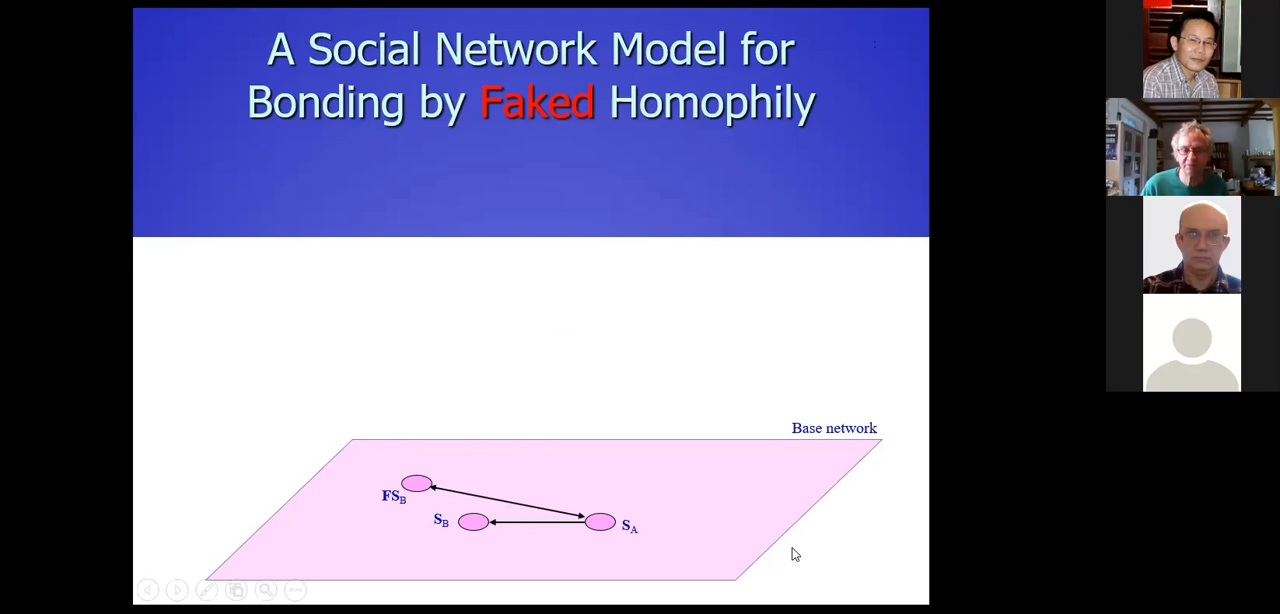 A Social Network Model for
Bonding by Faked Homophily
Base network
FS_B
S_B
S_A